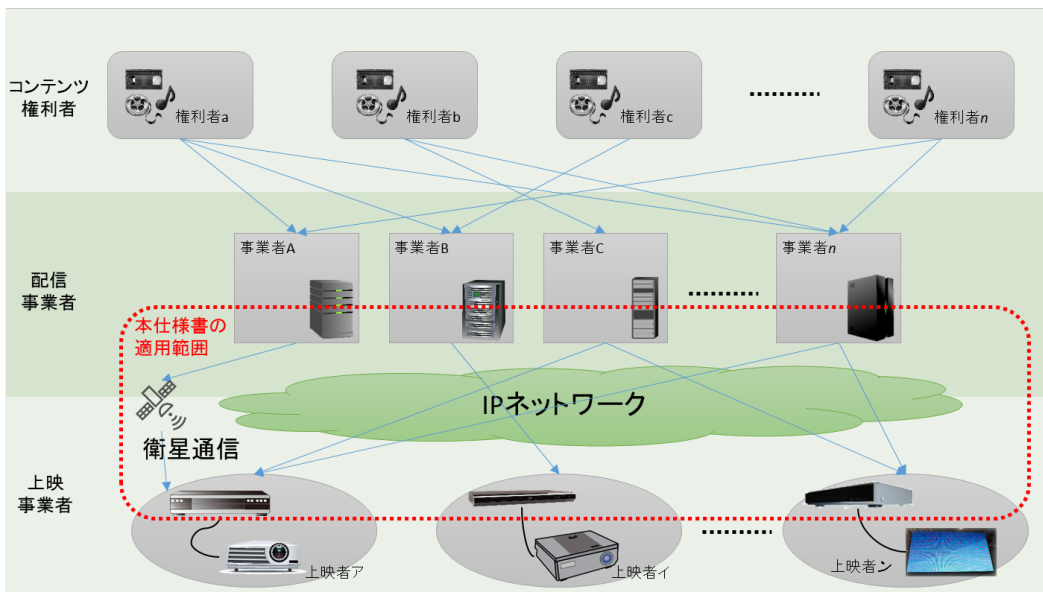 コンテンツ
権利者
権利者a
権利者b
権利者c
権利者n
配信
事業者
事業者A
事業者B
事業者C
事業者n
本仕様書の
適用範囲
IPネットワーク
衛星通信
上映
事業者
上映者ア
上映者イ
上映者ン